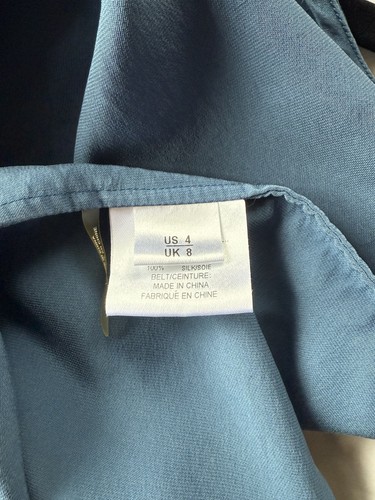 US 4
UK 8
100% SILK/SOIE
BELT/CEINTURE:
MADE IN CHINA
FABRIQUÉ EN CHINE